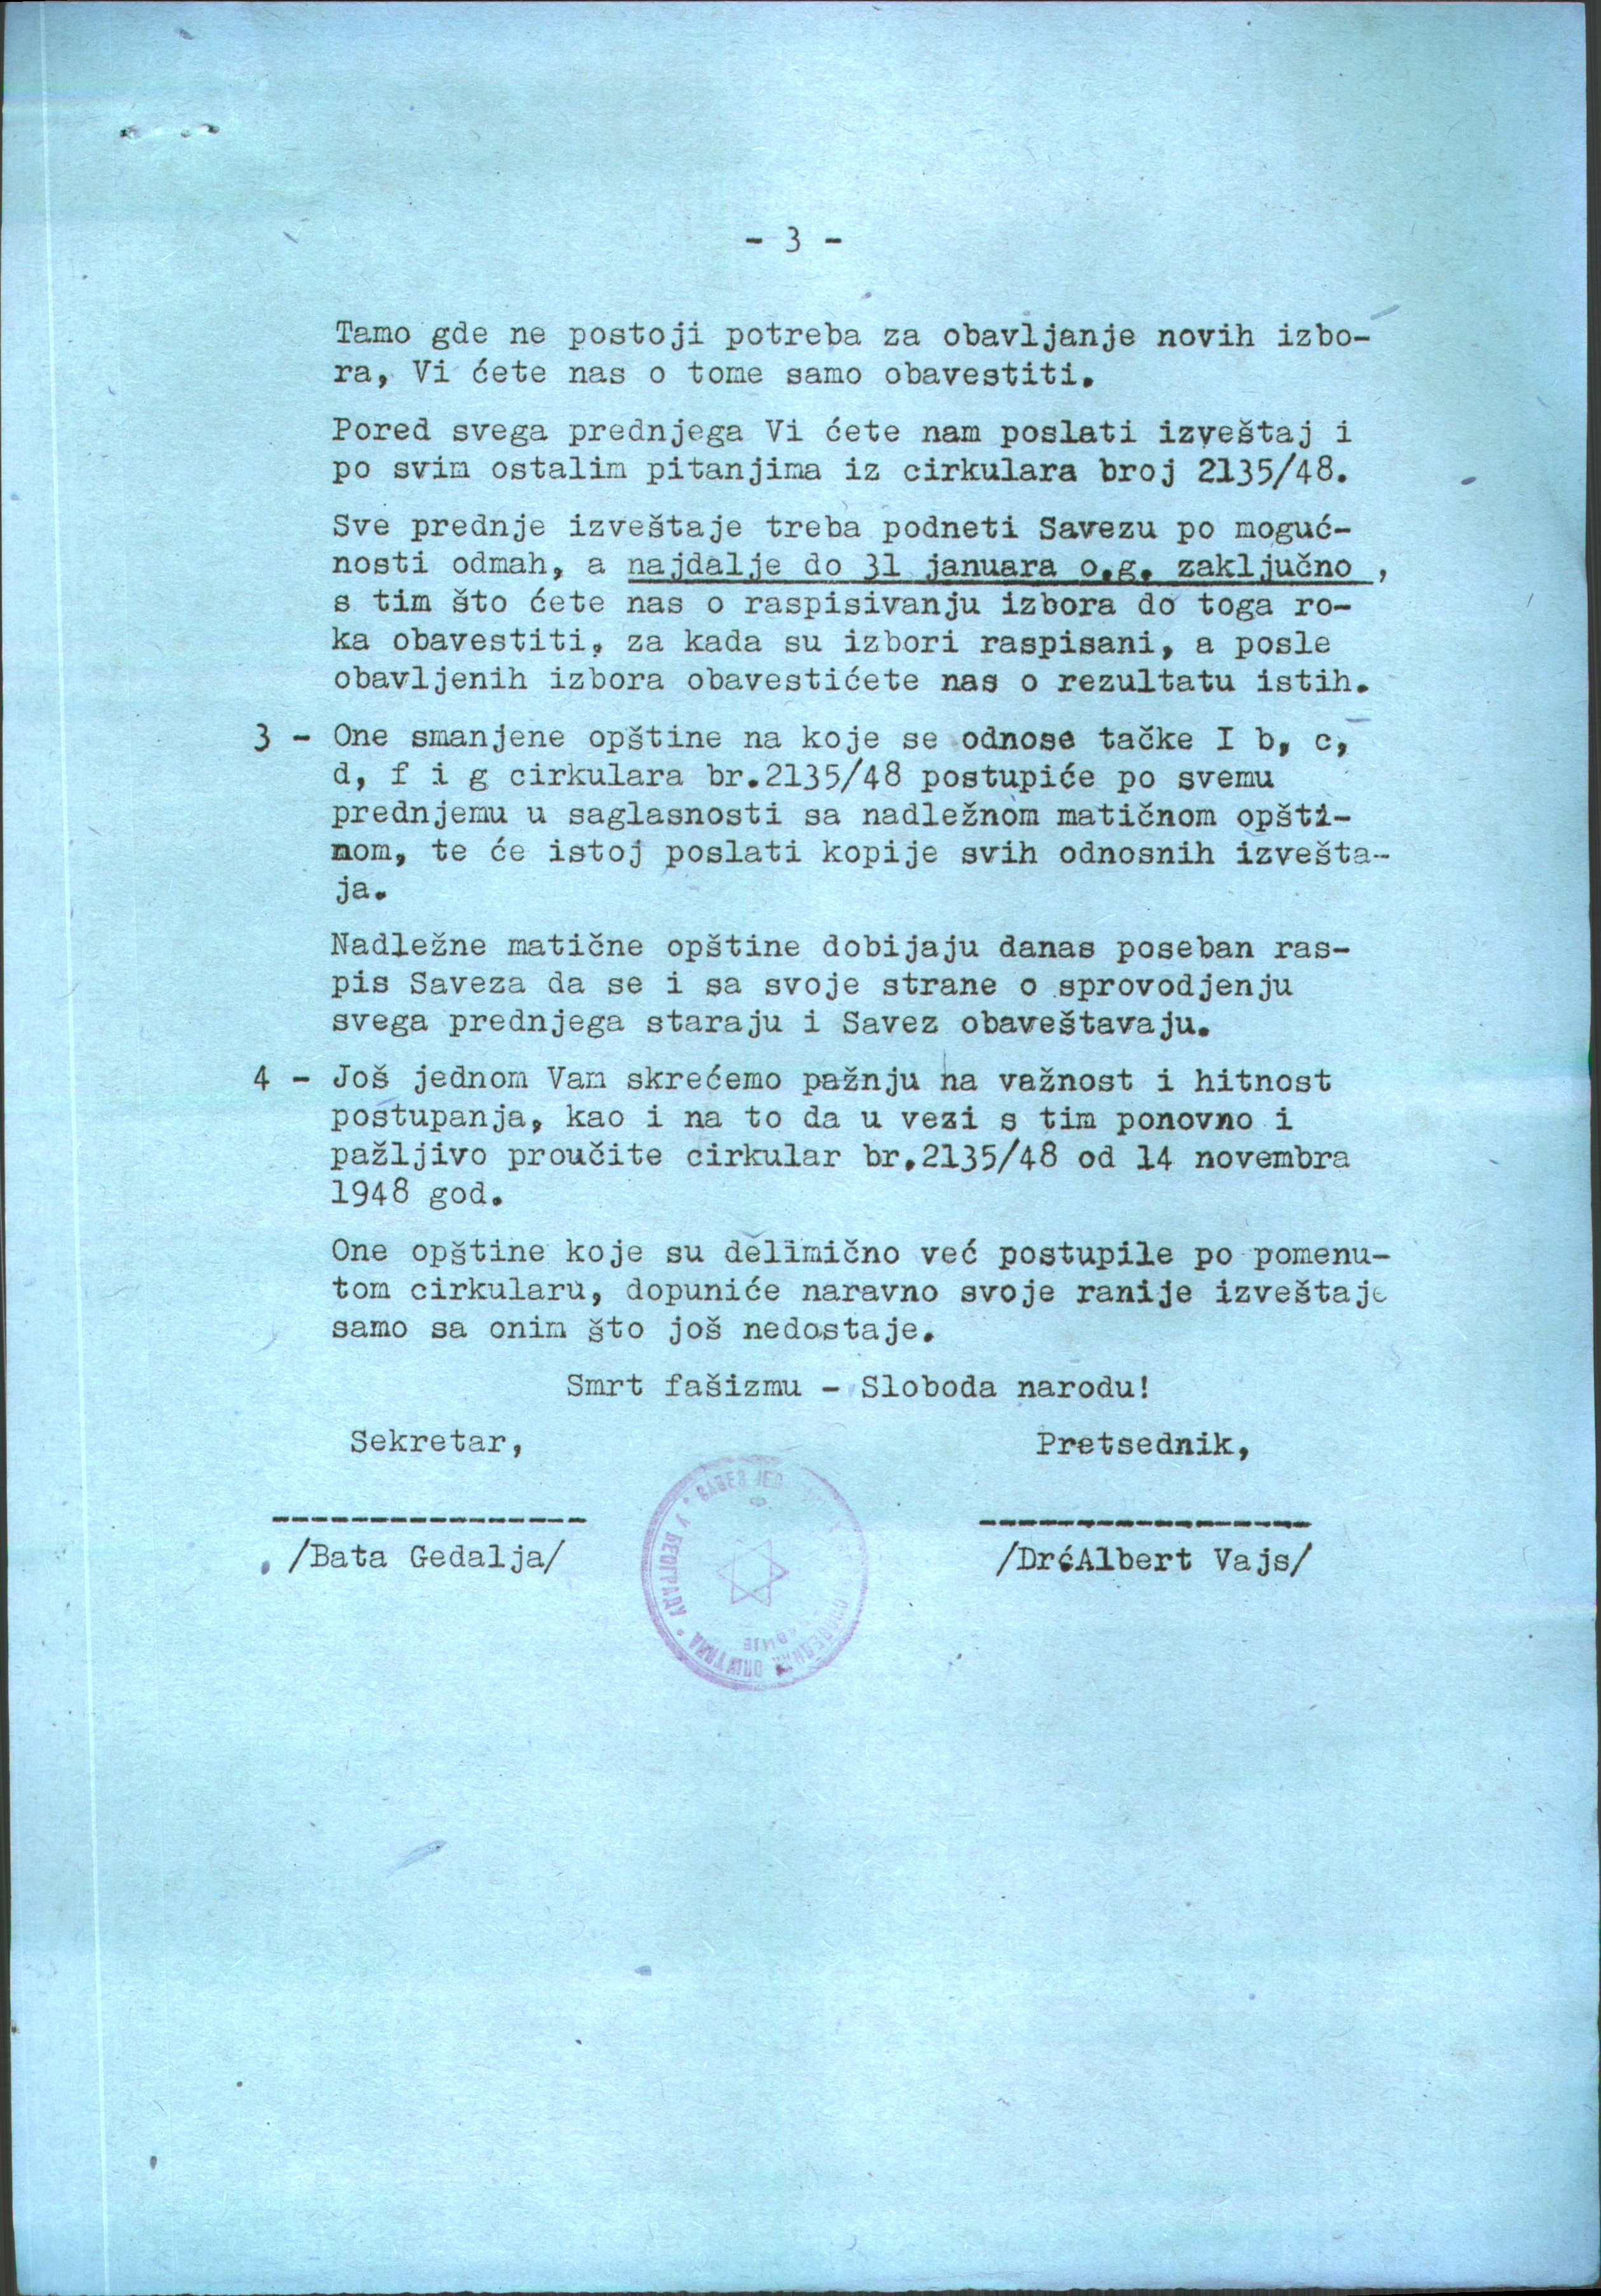 - 3 -
Tamo gde ne postoji potreba za obavljanje novih izbo-
ra, Vi ćete nas o tome samo obavestiti.
Pored svega prednjega Vi ćete nam poslati izveštaj i
po svim ostalim pitanjima iz cirkulara broj 2135/48.
Sve prednje izveštaje treba podneti Savezu po moguć-
nosti odmah, a najdalje do 31 januara o.g. zaključno ,
s tim što ćete nas o raspisivanju izbora do toga ro-
ka obavestiti, za kada su izbori raspisani, a posle
obavljenih izbora obavestićete nas o rezultatu istih.
3 - One smanjene opštine na koje se odnose tačke I b, c,
d, f i g cirkulara br.2135/48 postupiće po svemu
prednjemu u saglasnosti sa nadležnom matičnom opšti-
nom, te će istoj poslati kopije svih odnosnih izvešta-
ja.
Nadležne matične opštine dobijaju danas poseban ras-
pis Saveza da se i sa svoje strane o sprovodjenju
svega prednjega staraju i Savez obaveštavaju.
4 - Još jednom Vam skrećemo pažnju na važnost i hitnost
postupanja, kao i na to da u vezi s tim ponovno i
pažljivo proučite cirkular br.2135/48 od 14 novembra
1948 god.
One opštine koje su delimično već postupile po pomenu-
tom cirkularu, dopuniće naravno svoje ranije izveštaje
samo sa onim što još nedostaje.
Smrt fašizmu - Sloboda narodu!
Sekretar, Pretsednik,
/Bata Gedalja/ /DrćAlbert Vajs/
САВЕЗ ОПШТИНА • У БЕОГРАДУ •